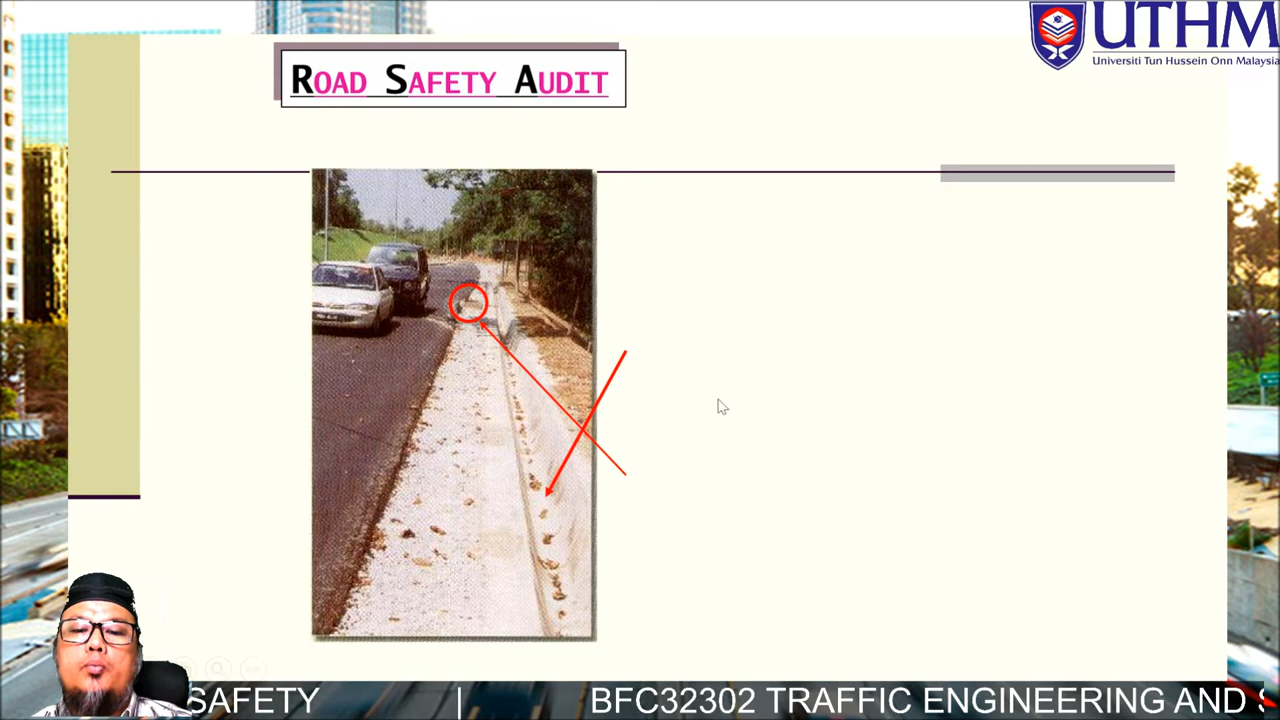 UTHM
Universiti Tun Hussein Onn Malaysia
ROAD SAFETY AUDIT
SAFETY | BFC32302 TRAFFIC ENGINEERING AND